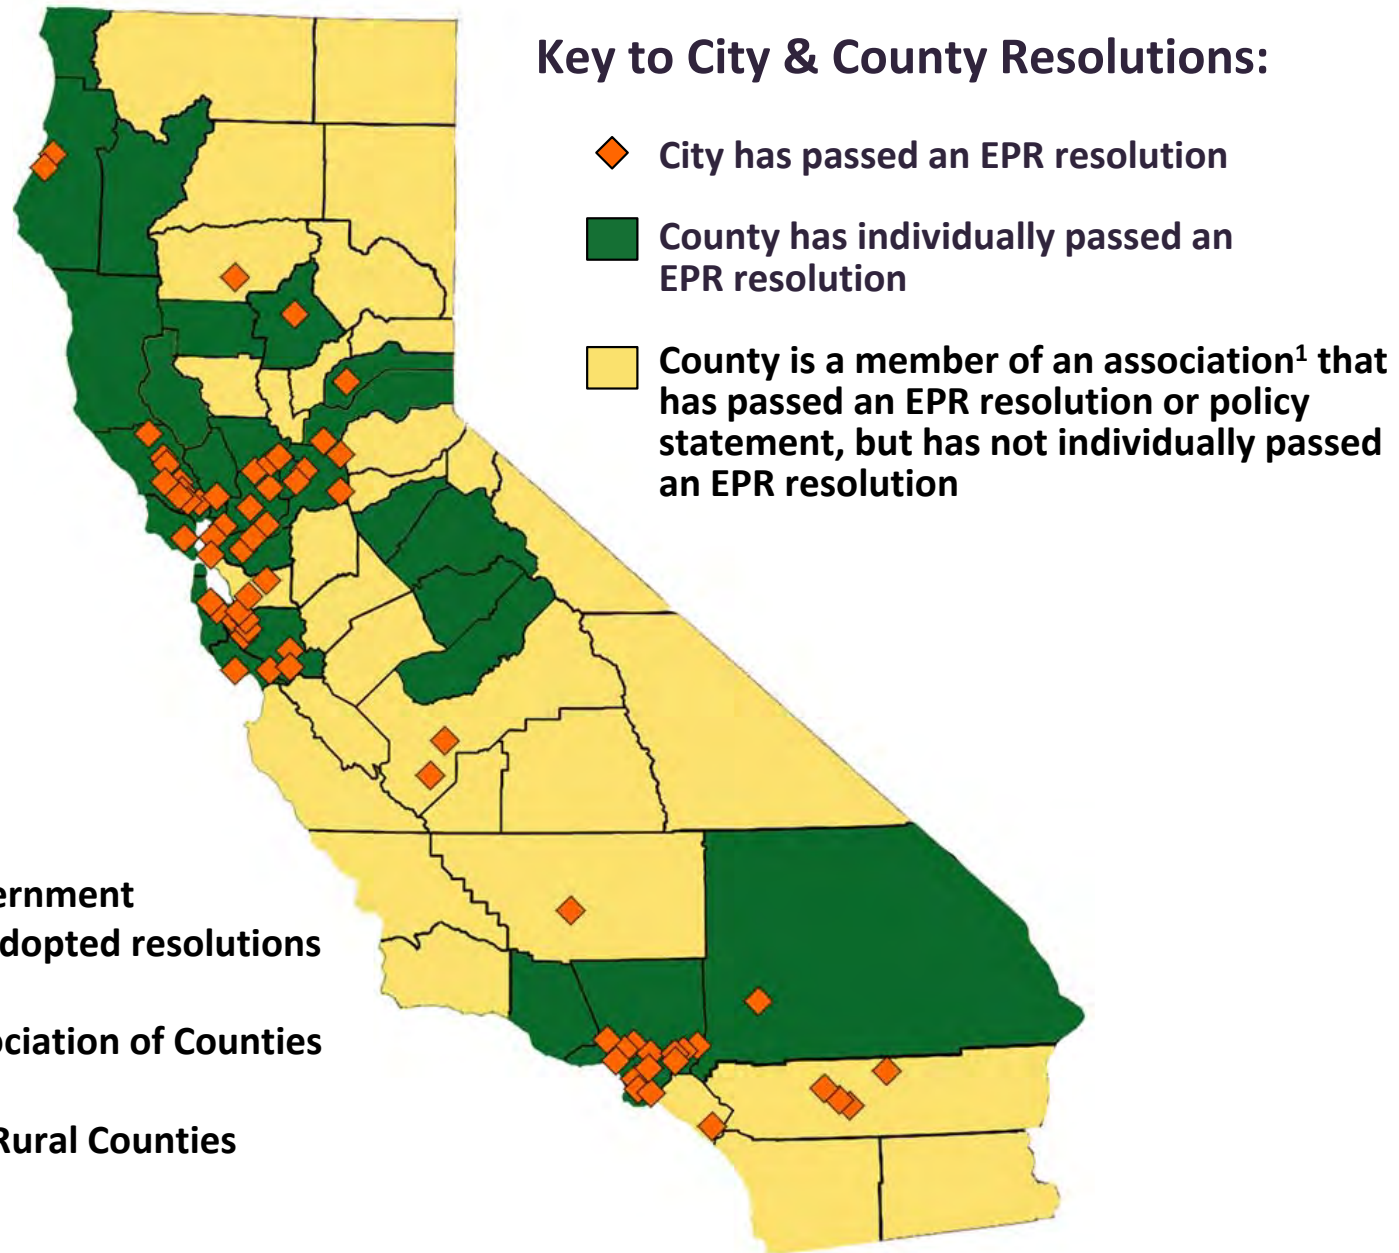 Key to City & County Resolutions:
City has passed an EPR resolution
County has individually passed an
EPR resolution
County is a member of an association¹ that
has passed an EPR resolution or policy
statement, but has not individually passed
an EPR resolution
ernment
dopted resolutions
ociation of Counties
Rural Counties